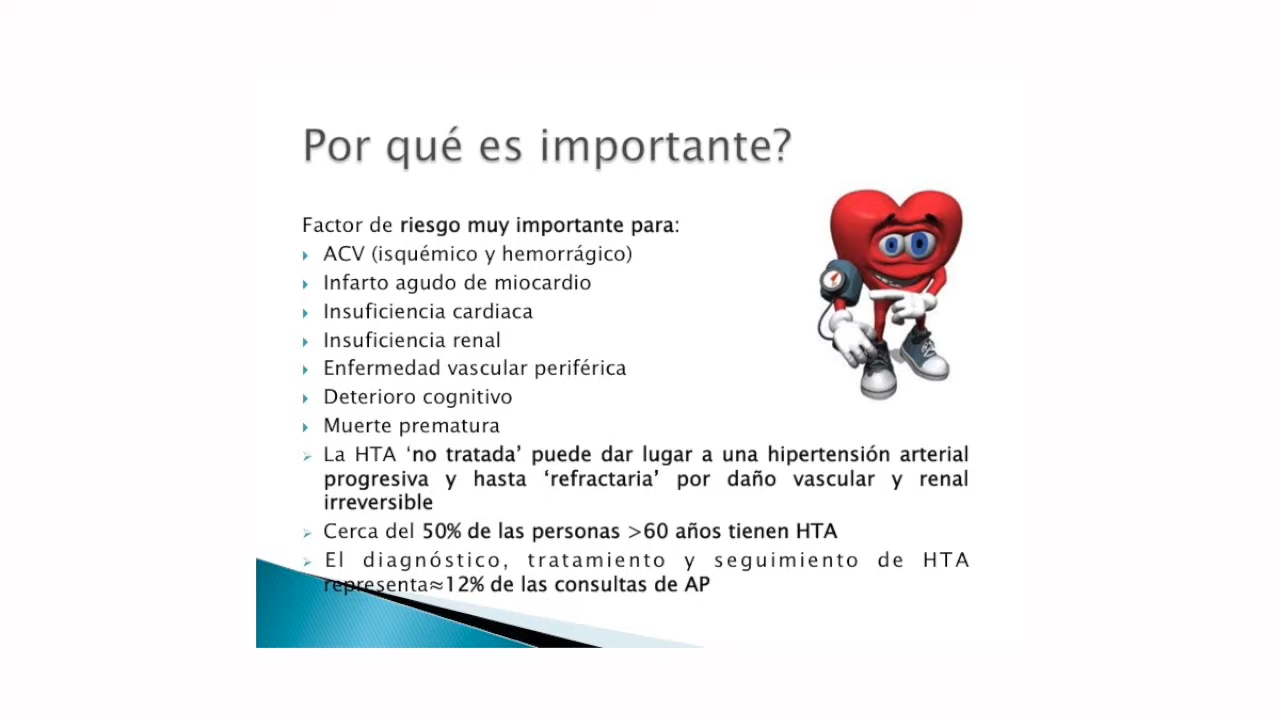 Por qué es importante?
Factor de riesgo muy importante para:
ACV (isquémico y hemorrágico)
Infarto agudo de miocardio
Insuficiencia cardiaca
Insuficiencia renal
Enfermedad vascular periférica
Deterioro cognitivo
Muerte prematura
La HTA ‘no tratada’ puede dar lugar a una hipertensión arterial
progresiva y hasta ‘refractaria’ por daño vascular y renal
irreversible
Cerca del 50% de las personas >60 años tienen HTA
El diagnóstico, tratamiento y seguimiento de HTA
representa≈12% de las consultas de AP